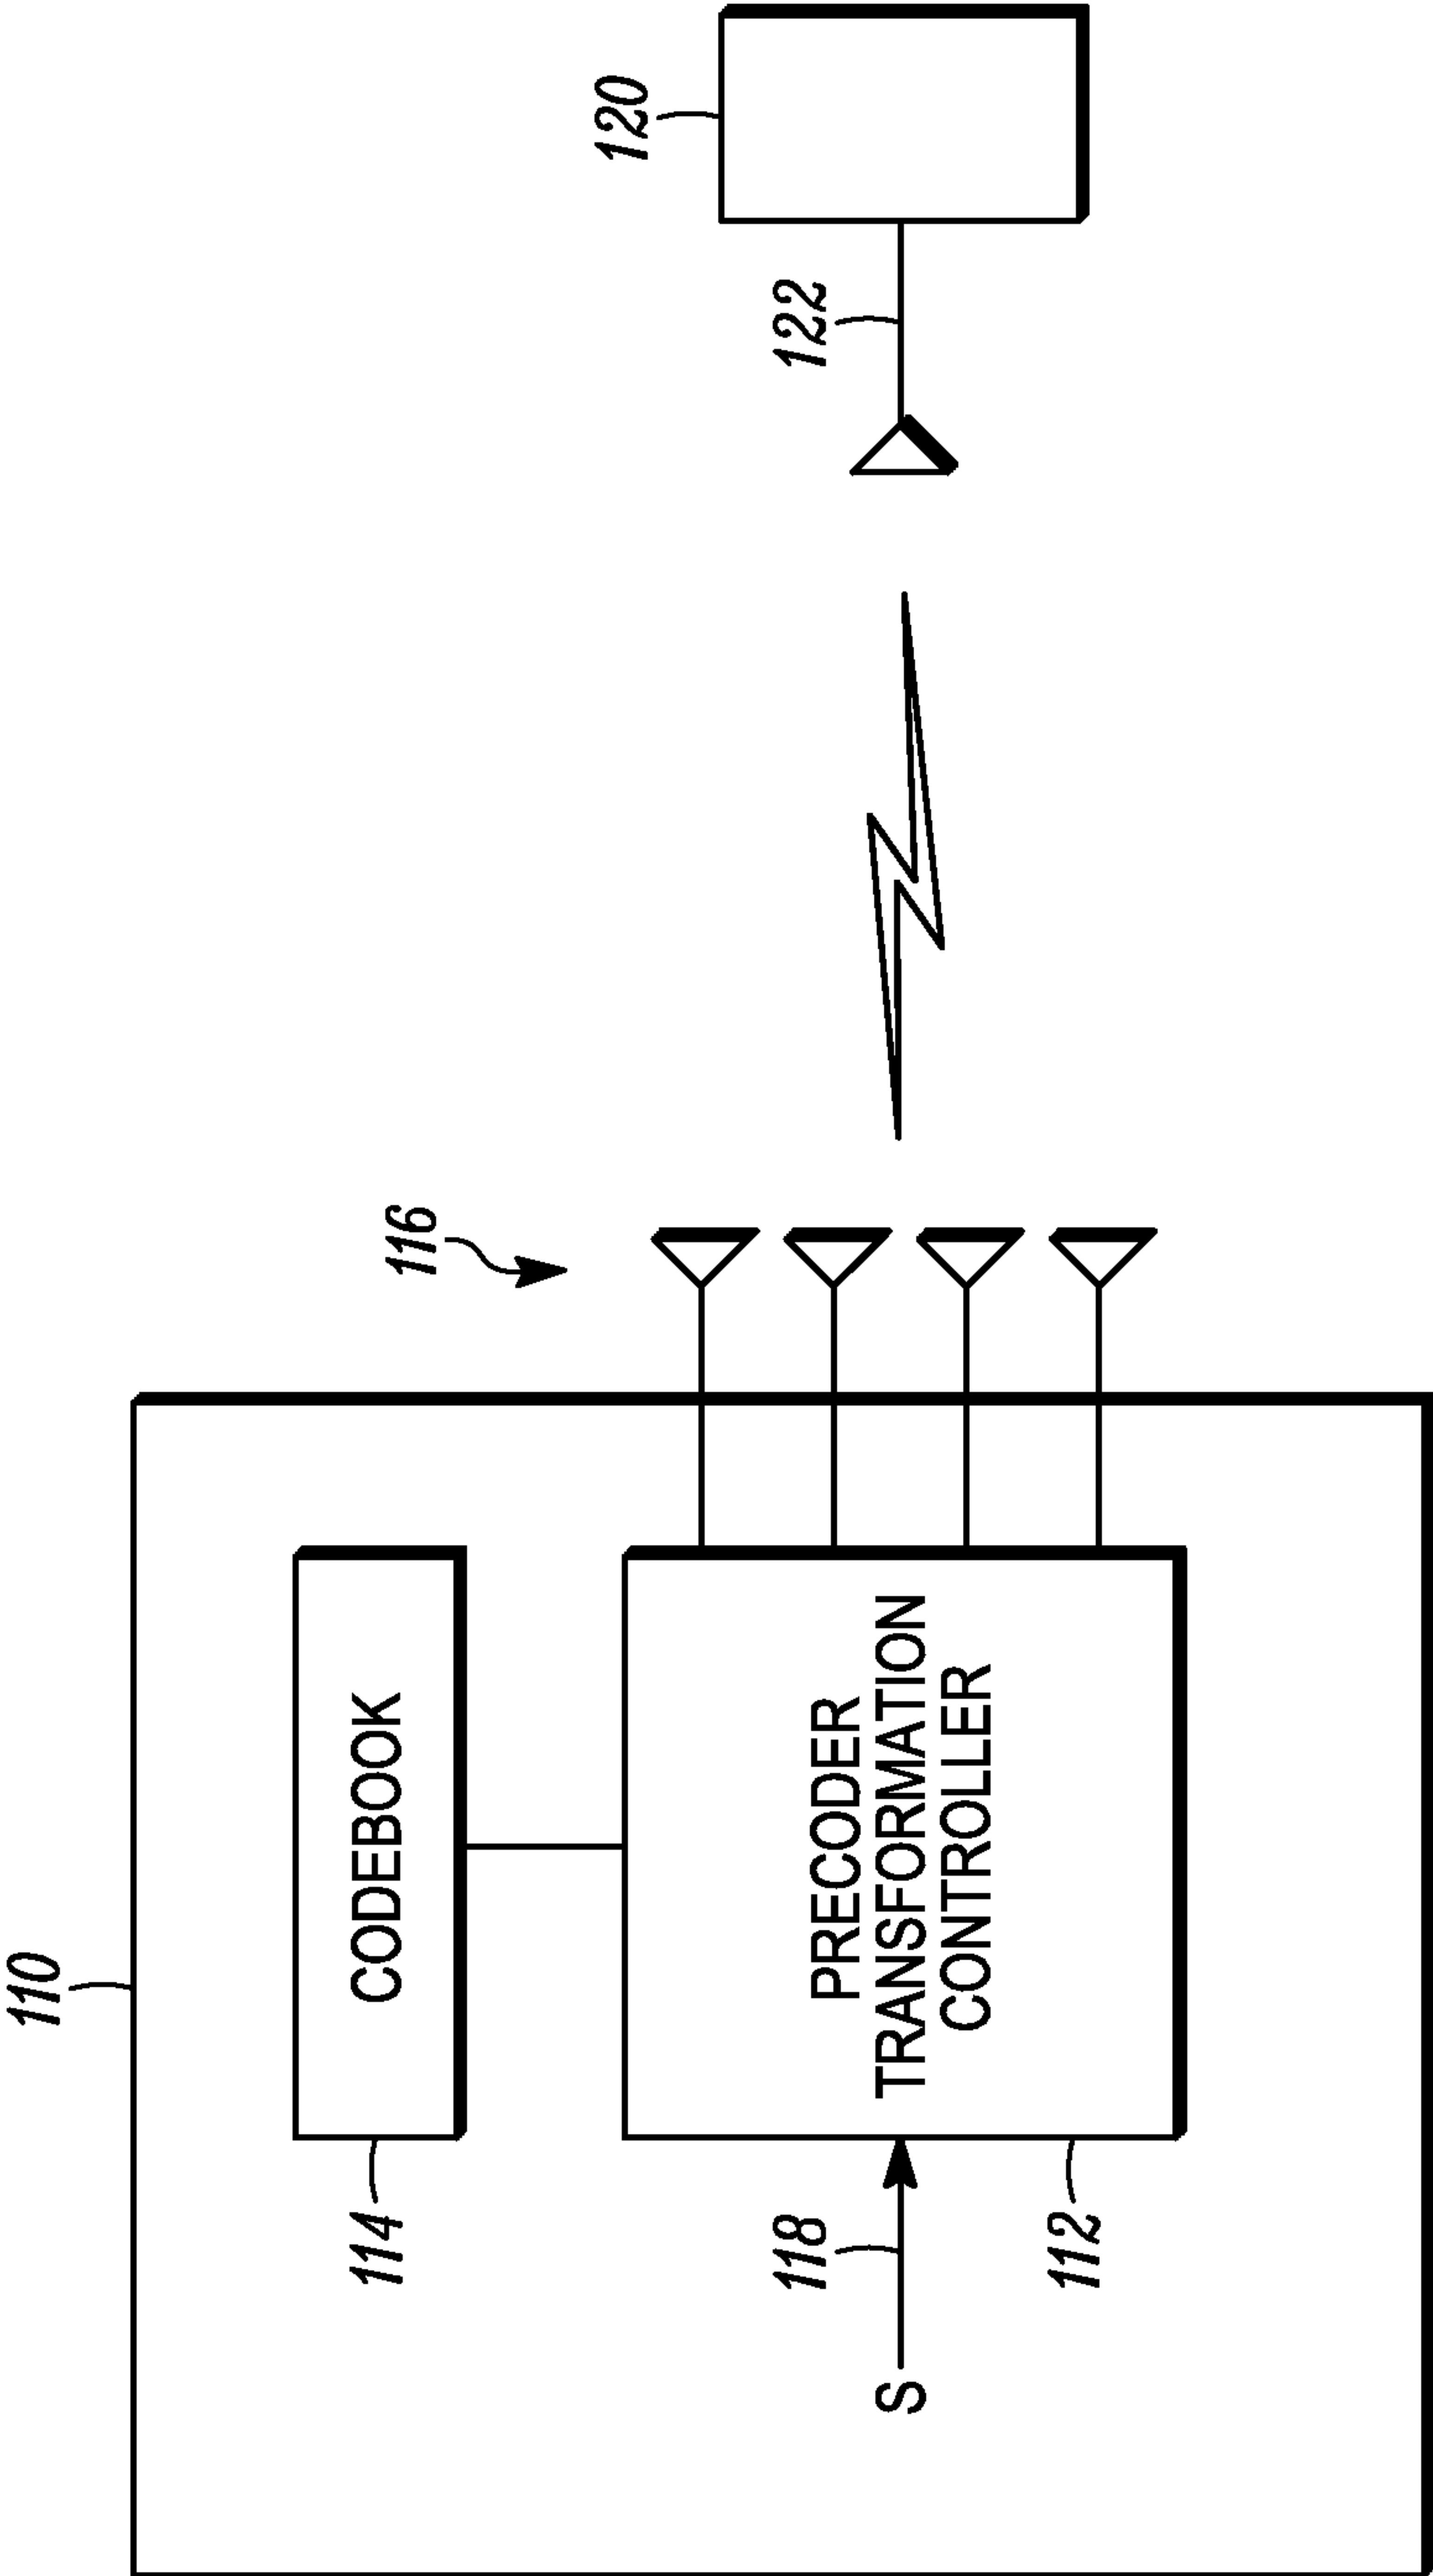 110
116
120
122
CODEBOOK
114
PRECODER
TRANSFORMATION
CONTROLLER
118
S
112